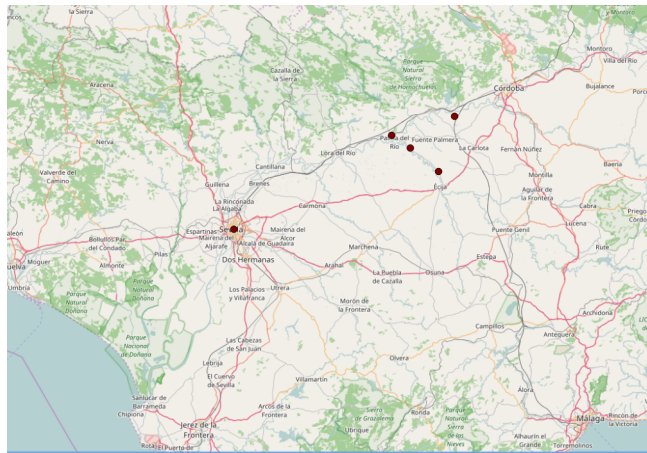 la Sierra
y Montoro
Montoro
Villa del Río
Cazalla de
la Sierra
Parque
Natural
Sierra
de Hornachuelos
Aracena
Córdoba
Bujalance
Nerva
Palma del
Río
Fuente Palmera
La Carlota
Fernán Núñez
Lora del Río
Baena
Valverde del
Camino
Cantillana
Montilla
Guillena
Brenes
Écija
Aguilar de
la Frontera
La Rinconada
La Algaba
Carmona
Cabra
Sevilla
Espartinas
Mairena del
Aljarafe
Mairena del
Alcor
Alcalá de Guadaíra
Puente Genil
Lucena
Bollullos Par
del Condado
Marchena
Rute
Pilas
Estepa
Moguer
Almonte
Dos Hermanas
Arahal
La Puebla
de Cazalla
Osuna
Utrera
Parque
Natural
Doñana
Los Palacios
y Villafranca
Morón de
la Frontera
Archidona
Campillos
Antequera
Parque
Nacional
de Doñana
Las Cabezas
de San Juan
Lebrija
Olvera
El Cuervo
de Sevilla
Villamartín
Álora
Sanlúcar de
Barrameda
Chipiona
Arcos de la
Frontera
Sierra
de Grazalema
Ronda
Parque
Natural
Sierra
de las
Nieves
Málaga
Rincón de
la Victoria
Jerez de la
Frontera
Ubrique
Alhaurín el
Grande
Torremolinos
Rota
El Puerto de